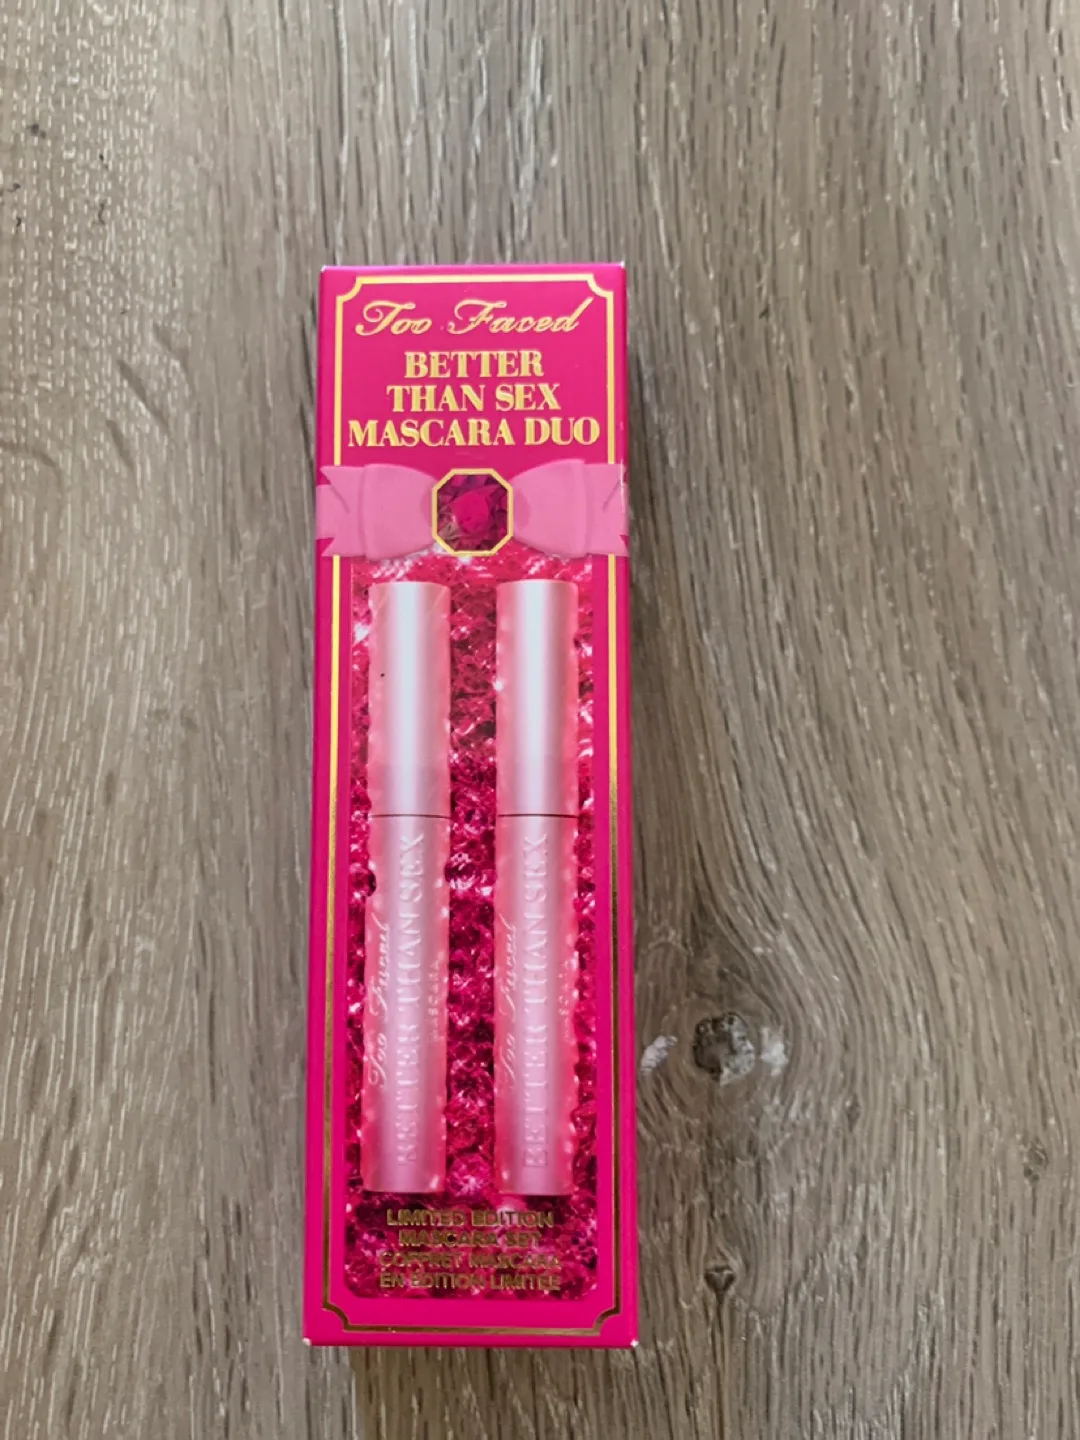 Too Faced
BETTER
THAN SEX
MASCARA DUO
Too Faced
BETTER THAN SEX
Too Faced
BETTER THAN SEX
LIMITED EDITION
MASCARA SET
COFFRET MASCARA
EN ÉDITION LIMITÉE